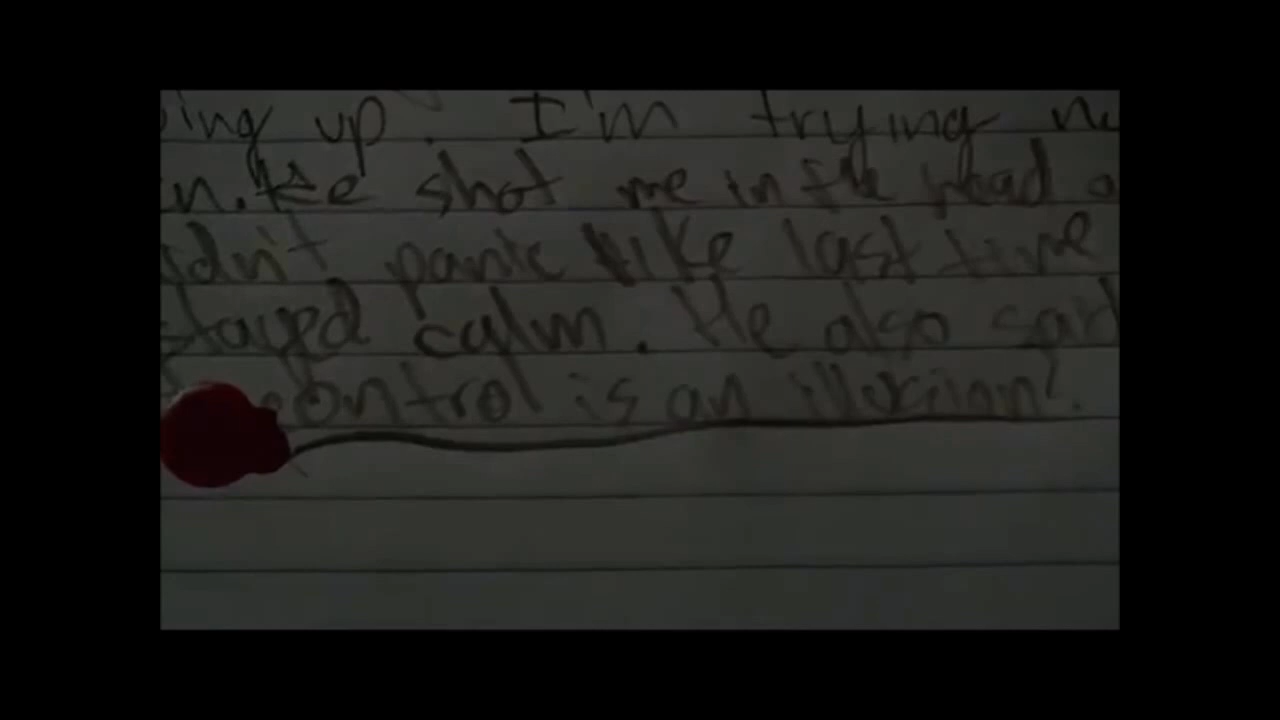 ing up. I'm trying
n. He shot me in the head
dn't panic like last time
stayed calm. He also said
control is an illusion!.